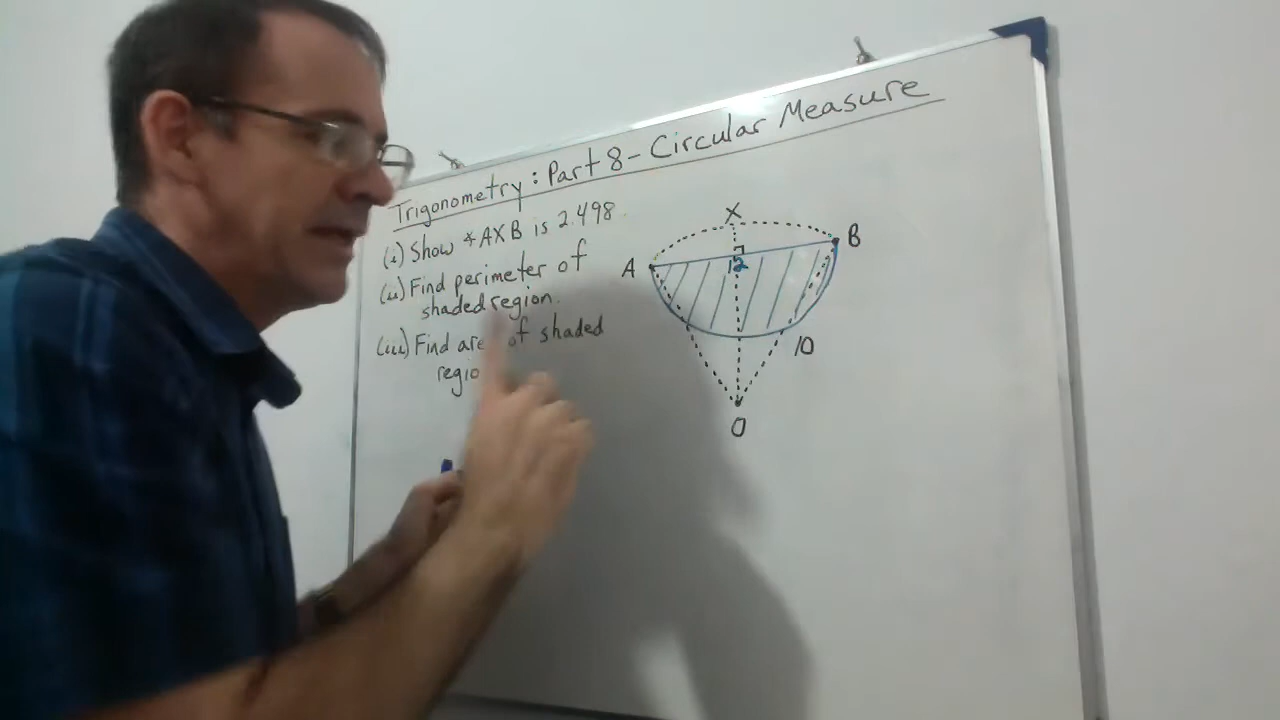 Trigonometry: Part 8 - Circular Measure
(i) Show ∠AXB is 2.498.
(ii) Find perimeter of
shaded region.
(iii) Find area of shaded
regio
X
A
B
12
10
O